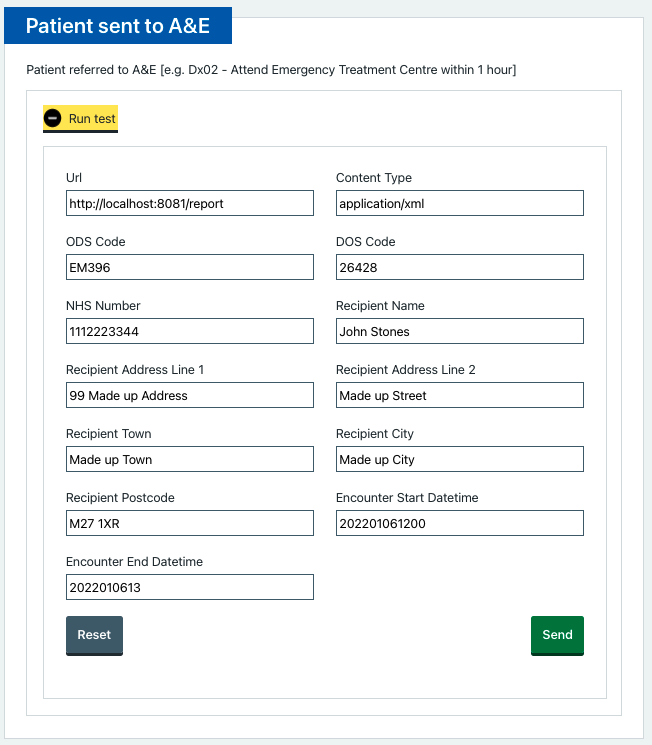 Patient sent to A&E
Patient referred to A&E [e.g. Dx02 - Attend Emergency Treatment Centre within 1 hour]
Run test
Url
Content Type
http://localhost:8081/report
application/xml
ODS Code
DOS Code
EM396
26428
NHS Number
Recipient Name
1112223344
John Stones
Recipient Address Line 1
Recipient Address Line 2
99 Made up Address
Made up Street
Recipient Town
Recipient City
Made up Town
Made up City
Recipient Postcode
Encounter Start Datetime
M27 1XR
202201061200
Encounter End Datetime
2022010613
Reset
Send